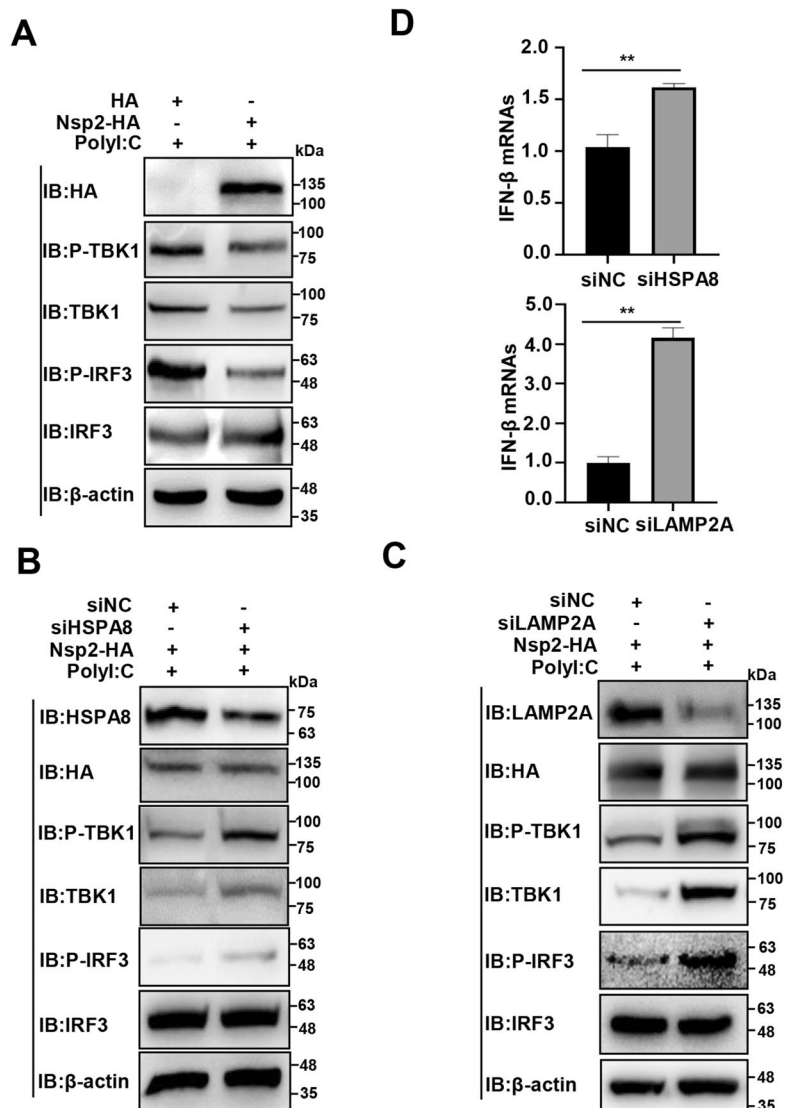 A
HA + -
Nsp2-HA - +
PolyI:C + +
kDa
IB:HA
135
100
IB:P-TBK1
100
75
IB:TBK1
100
75
IB:P-IRF3
63
48
IB:IRF3
63
48
IB:β-actin
48
35
D
IFN-β mRNAs
2.0
1.5
1.0
0.0
**
siNC siHSPA8
IFN-β mRNAs
5.0
4.0
2.0
1.0
0.0
**
siNC siLAMP2A
B
siNC + -
siHSPA8 - +
Nsp2-HA + +
PolyI:C + +
kDa
IB:HSPA8
75
63
IB:HA
135
100
IB:P-TBK1
100
75
IB:TBK1
100
75
IB:P-IRF3
63
48
IB:IRF3
63
48
IB:β-actin
48
35
C
siNC + -
siLAMP2A - +
Nsp2-HA + +
PolyI:C + +
kDa
IB:LAMP2A
135
100
IB:HA
135
100
IB:P-TBK1
100
75
IB:TBK1
100
75
IB:P-IRF3
63
48
IB:IRF3
63
48
IB:β-actin
48
35